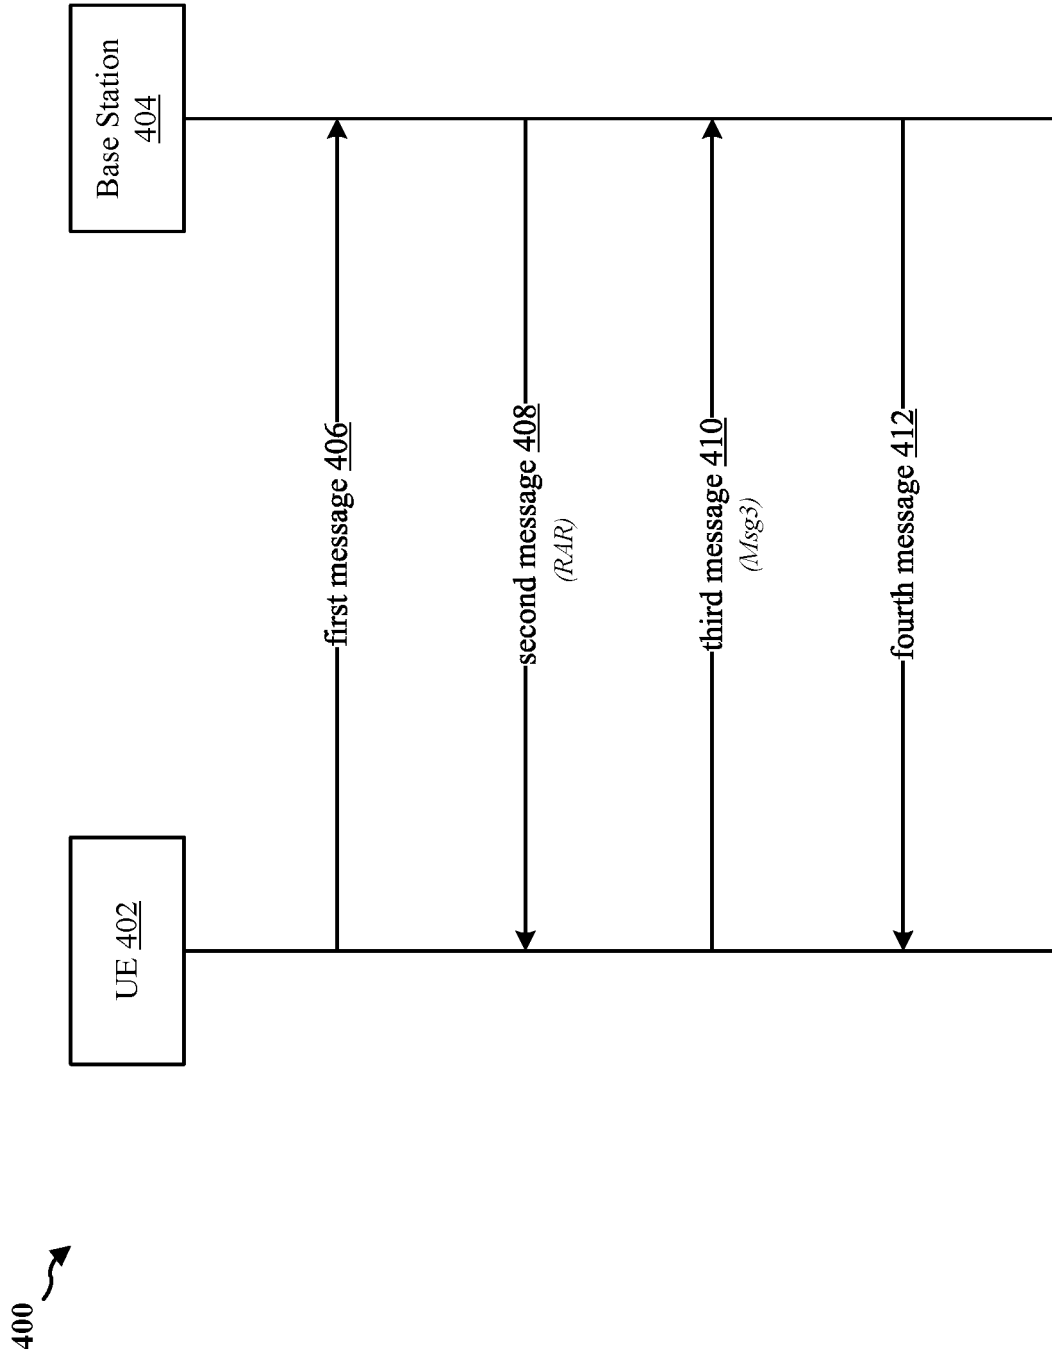 400
UE 402
Base Station
404
first message 406
second message 408
(RAR)
third message 410
(Msg3)
fourth message 412